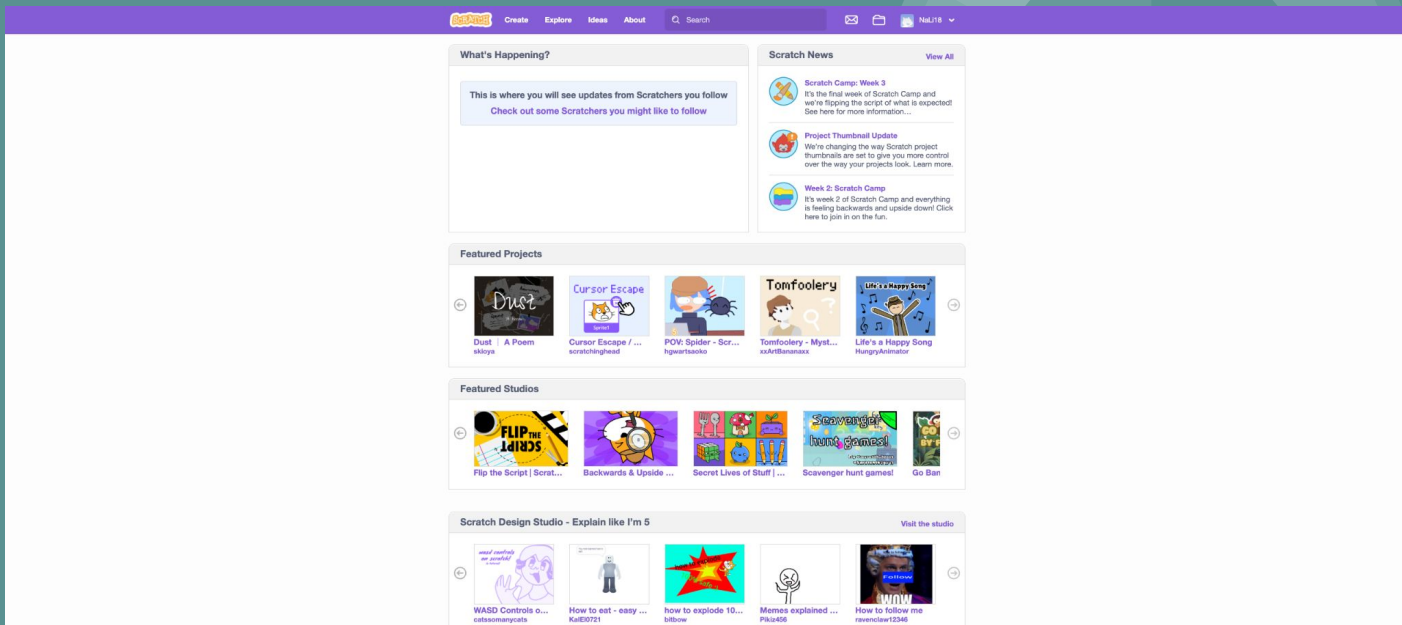 SCRATCH Create Explore Ideas About Search NaLi18
What's Happening?
This is where you will see updates from Scratchers you follow
Check out some Scratchers you might like to follow
Scratch News View All
Scratch Camp: Week 3
It's the final week of Scratch Camp and
we're flipping the script of what is expected!
See here for more information...
Project Thumbnail Update
We're changing the way Scratch project
thumbnails are set to give you more control
over the way your projects look. Learn more.
Week 2: Scratch Camp
It's week 2 of Scratch Camp and everything
is feeling backwards and upside down! Click
here to join in on the fun.
Featured Projects
Dust
Cursor Escape
Sprite1
Tomfoolery
Life's a Happy Song
Dust | A Poem
skioya
Cursor Escape / ...
scratchinghead
POV: Spider - Scr...
hgwartsaoko
Tomfoolery - Myst...
xxArtBananaxx
Life's a Happy Song
HungryAnimator
Featured Studios
FLIP THE
SCRIPT
Scavenger
hunt games!
GO
BY
Flip the Script | Scrat...
Backwards & Upside ...
Secret Lives of Stuff | ...
Scavenger hunt games!
Go Ban
Scratch Design Studio - Explain like I'm 5 Visit the studio
wasd controls
on scratch!
Follow
WOW
WASD Controls o...
catssomanycats
How to eat - easy ...
KalEl0721
how to explode 10...
bitbow
Memes explained ...
Pikiz456
How to follow me
ravenclaw12346